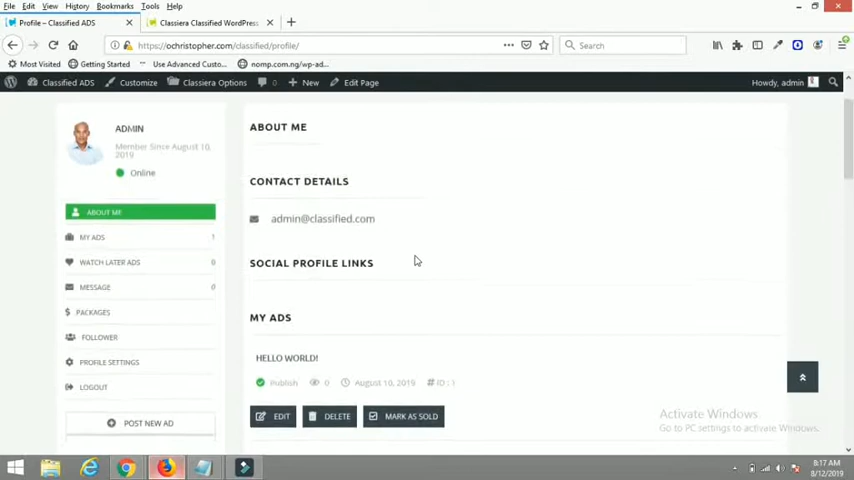 File Edit View History Bookmarks Tools Help
Profile – Classified ADS
Classiera Classified WordPress
https://ochristopher.com/classified/profile/
Search
Most Visited Getting Started Use Advanced Custo... nomp.com.ng/wp-ad...
Classified ADS Customize Classiera Options 0 New Edit Page Howdy, admin
ADMIN
Member Since August 10,
2019
Online
ABOUT ME
MY ADS 1
WATCH LATER ADS 0
MESSAGE 0
PACKAGES
FOLLOWER
PROFILE SETTINGS
LOGOUT
POST NEW AD
ABOUT ME
CONTACT DETAILS
admin@classified.com
SOCIAL PROFILE LINKS
MY ADS
HELLO WORLD!
Publish 0 August 10, 2019 ID : 1
EDIT DELETE MARK AS SOLD
Activate Windows
Go to PC settings to activate Windows.
8:17 AM
8/12/2019